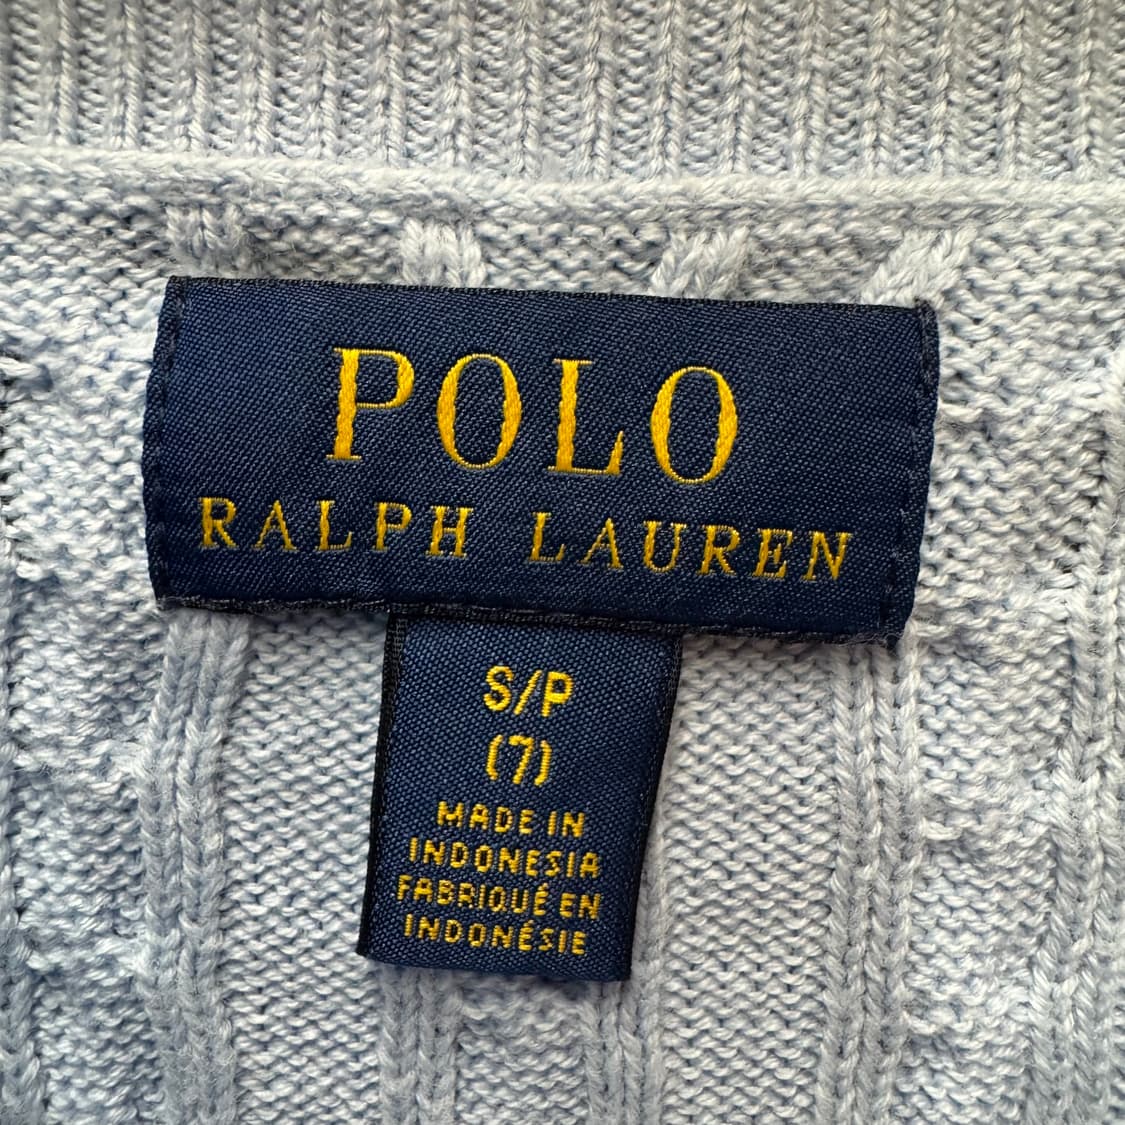 POLO
RALPH LAUREN
S/P
(7)
MADE IN
INDONESIA
FABRIQUÉ EN
INDONÉSIE